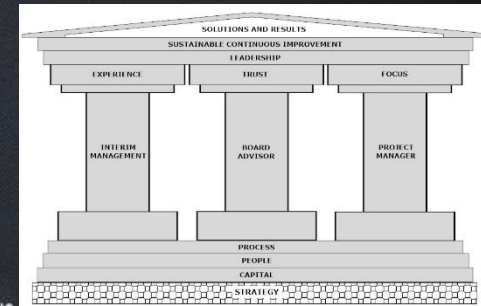 SOLUTIONS AND RESULTS
SUSTAINABLE CONTINUOUS IMPROVEMENT
LEADERSHIP
EXPERIENCE
TRUST
FOCUS
INTERIM
MANAGEMENT
BOARD
ADVISOR
PROJECT
MANAGER
PROCESS
PEOPLE
CAPITAL
STRATEGY